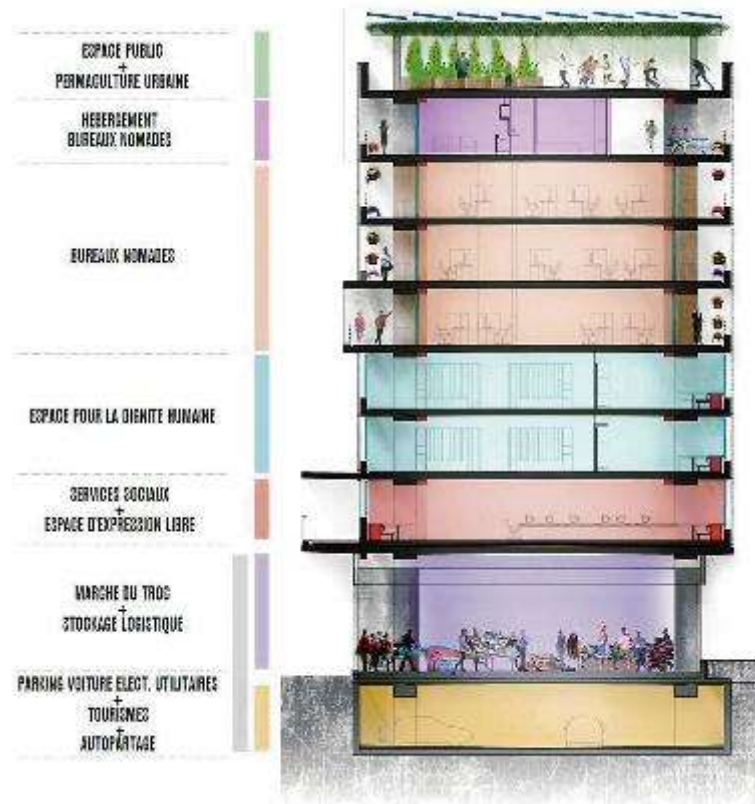 ESPACE PUBLIC
+
PERMACULTURE URBAINE
HEBERGEMENT
BUREAUX NOMADES
BUREAUX NOMADES
ESPACE POUR LA DIGNITE HUMAINE
SERVICES SOCIAUX
+
ESPACE D'EXPRESSION LIBRE
MARCHE DU TROC
+
STOCKAGE LOGISTIQUE
PARKING VOITURE ELECT. UTILITAIRES
+
TOURISMES
+
AUTOPARTAGE